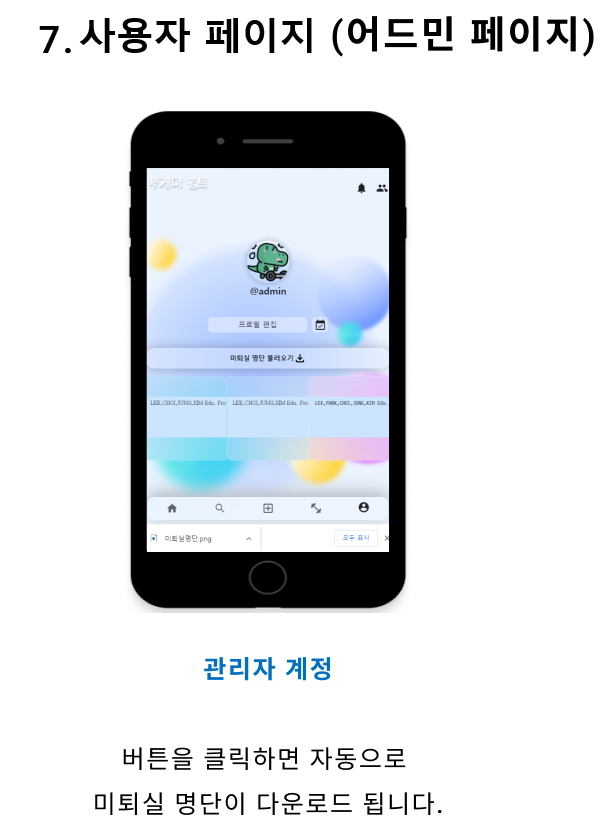 7. 사용자 페이지 (어드민 페이지)
@admin
프로필 편집
미퇴실 명단 불러오기
LEE,CHOI,JUNG,KIM Edu. Pro
LEE,CHOI,JUNG,KIM Edu. Pro
LEE,PARK,CHOI,JUNG,KIM Edu.
미퇴실명단.png
모두 표시
관리자 계정
버튼을 클릭하면 자동으로
미퇴실 명단이 다운로드 됩니다.